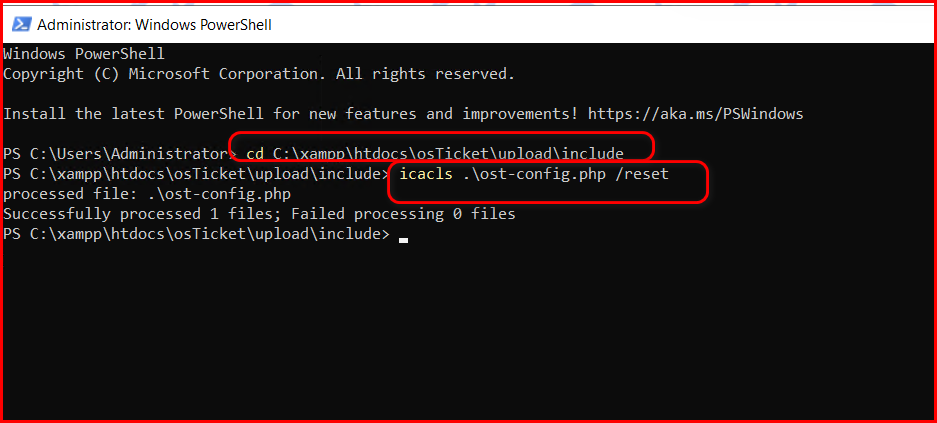 Administrator: Windows PowerShell
Windows PowerShell
Copyright (C) Microsoft Corporation. All rights reserved.
Install the latest PowerShell for new features and improvements! https://aka.ms/PSWindows
PS C:\Users\Administrator> cd C:\xampp\htdocs\osTicket\upload\include
PS C:\xampp\htdocs\osTicket\upload\include> icacls .\ost-config.php /reset
processed file: .\ost-config.php
Successfully processed 1 files; Failed processing 0 files
PS C:\xampp\htdocs\osTicket\upload\include>